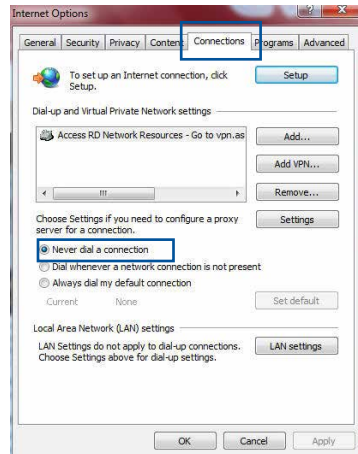 Internet Options
General Security Privacy Content Connections Programs Advanced
To set up an Internet connection, click
Setup.
Setup
Dial-up and Virtual Private Network settings
Access RD Network Resources - Go to vpn.as
Add...
Add VPN...
Remove...
Choose Settings if you need to configure a proxy
server for a connection.
Settings
Never dial a connection
Dial whenever a network connection is not present
Always dial my default connection
Current None
Set default
Local Area Network (LAN) settings
LAN Settings do not apply to dial-up connections.
Choose Settings above for dial-up settings.
LAN settings
OK Cancel Apply